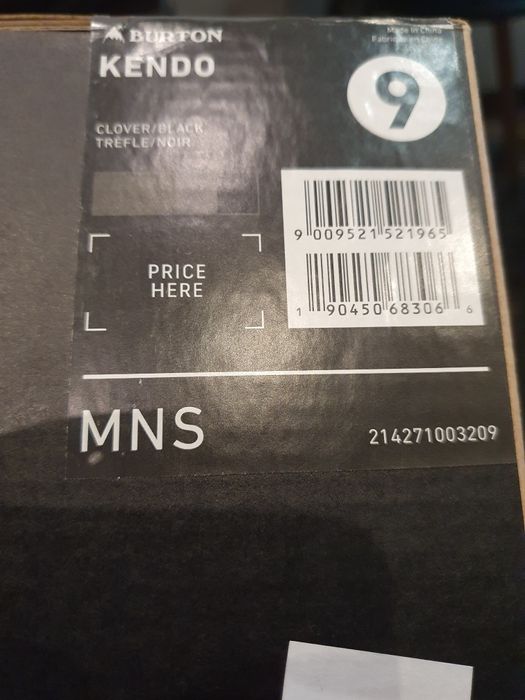 BURTON
Made in China
Fabriqué en Chine
KENDO
9
CLOVER/BLACK
TRÈFLE/NOIR
9 009521 521965
PRICE
HERE
1 90450 68306 6
MNS
214271003209